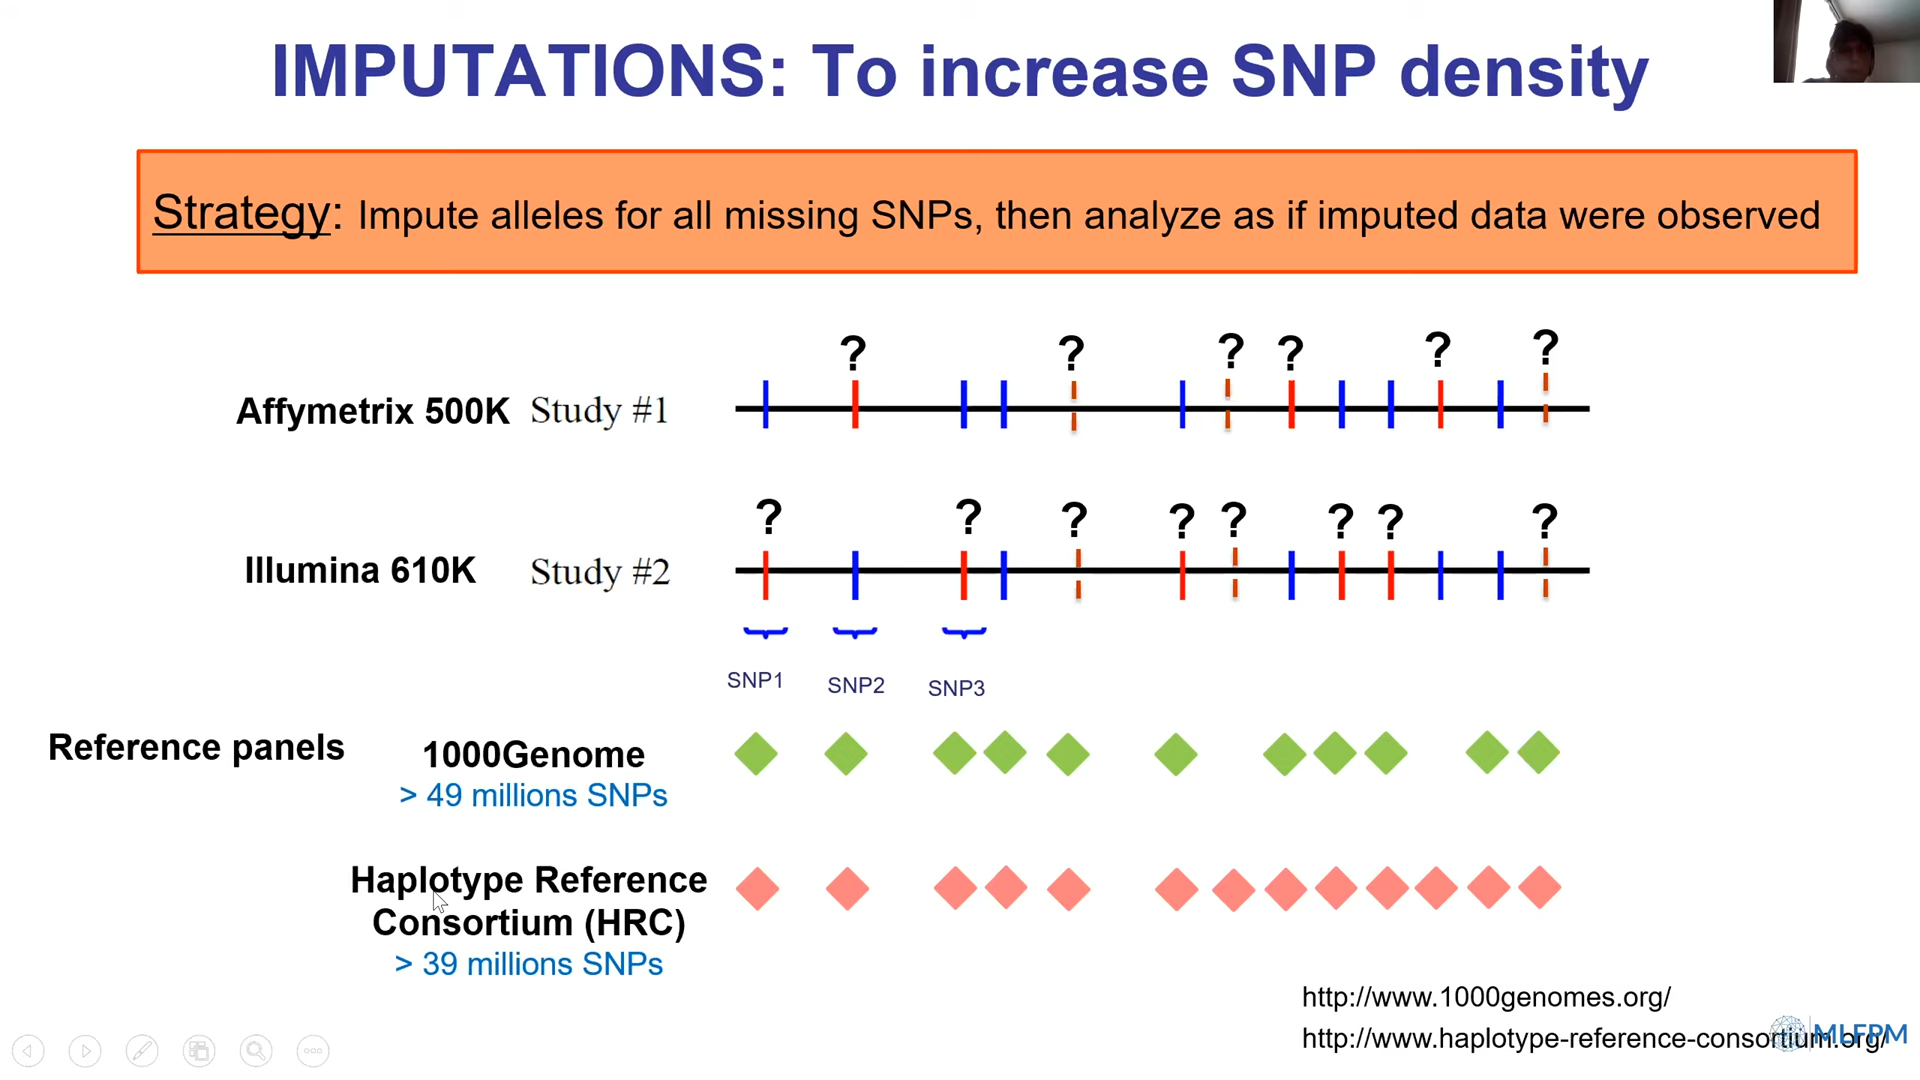 IMPUTATIONS: To increase SNP density
Strategy: Impute alleles for all missing SNPs, then analyze as if imputed data were observed
? ? ? ? ? ?
Affymetrix 500K Study #1
? ? ? ? ? ? ? ?
Illumina 610K Study #2
SNP1 SNP2 SNP3
Reference panels 1000Genome
> 49 millions SNPs
Haplotype Reference
Consortium (HRC)
> 39 millions SNPs
http://www.1000genomes.org/
http://www.haplotype-reference-consortium.org/
MLFPM